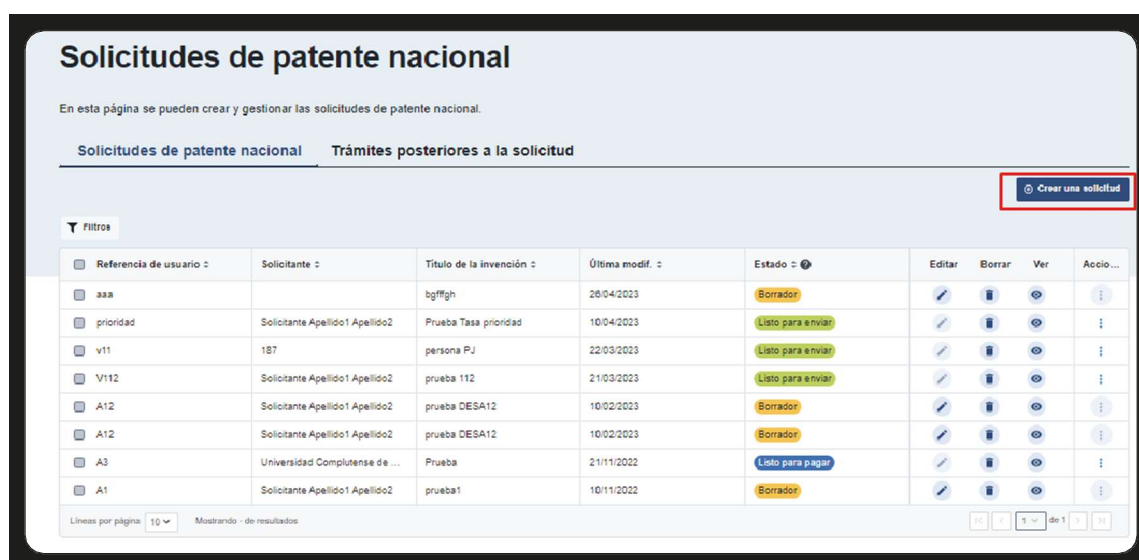 Solicitudes de patente nacional
En esta página se pueden crear y gestionar las solicitudes de patente nacional.
Solicitudes de patente nacional Trámites posteriores a la solicitud
Crear una solicitud
Filtros
Referencia de usuario Solicitante Título de la invención Última modif. Estado Editar Borrar Ver Accio...
aaa bgfffgh 26/04/2023 Borrador
prioridad Solicitante Apellido1 Apellido2 Prueba Tasa prioridad 10/04/2023 Listo para enviar
v11 187 persona PJ 22/03/2023 Listo para enviar
V112 Solicitante Apellido1 Apellido2 prueba 112 21/03/2023 Listo para enviar
A12 Solicitante Apellido1 Apellido2 prueba DESA12 10/02/2023 Borrador
A12 Solicitante Apellido1 Apellido2 prueba DESA12 10/02/2023 Borrador
A3 Universidad Complutense de ... Prueba 21/11/2022 Listo para pagar
A1 Solicitante Apellido1 Apellido2 prueba1 10/11/2022 Borrador
Líneas por página 10 Mostrando - de resultados 1 de 1